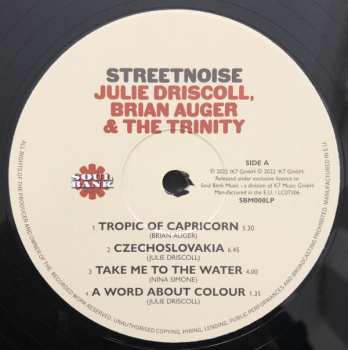 STREETNOISE
JULIE DRISCOLL,
BRIAN AUGER
& THE TRINITY
SOUL
BANK
SIDE A
℗ 2022 !K7 GmbH © 2022 !K7 GmbH
Released under exclusive licence to
Soul Bank Music - a division of K7 Music GmbH.
Manufactured in the E.U. / LC07306
SBM008LP
1 TROPIC OF CAPRICORN 5.30
(BRIAN AUGER)
2 CZECHOSLOVAKIA 6.45
(JULIE DRISCOLL)
3 TAKE ME TO THE WATER 4.00
(NINA SIMONE)
4 A WORD ABOUT COLOUR 1.35
(JULIE DRISCOLL)
ALL RIGHTS OF THE PRODUCER AND OWNER OF THE RECORDED WORK RESERVED. UNAUTHORISED COPYING, HIRING, LENDING, PUBLIC PERFORMANCES AND BROADCASTING PROHIBITED. MANUFACTURED IN E.U.